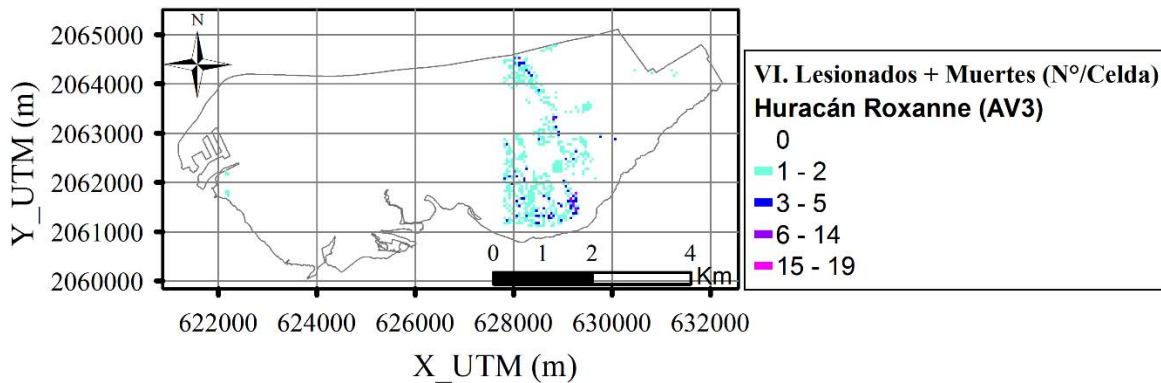 N
Y_UTM (m)
2065000
2064000
2063000
2062000
2061000
2060000
0 1 2 4
Km
622000 624000 626000 628000 630000 632000
X_UTM (m)
VI. Lesionados + Muertes (N°/Celda)
Huracán Roxanne (AV3)
0
1 - 2
3 - 5
6 - 14
15 - 19